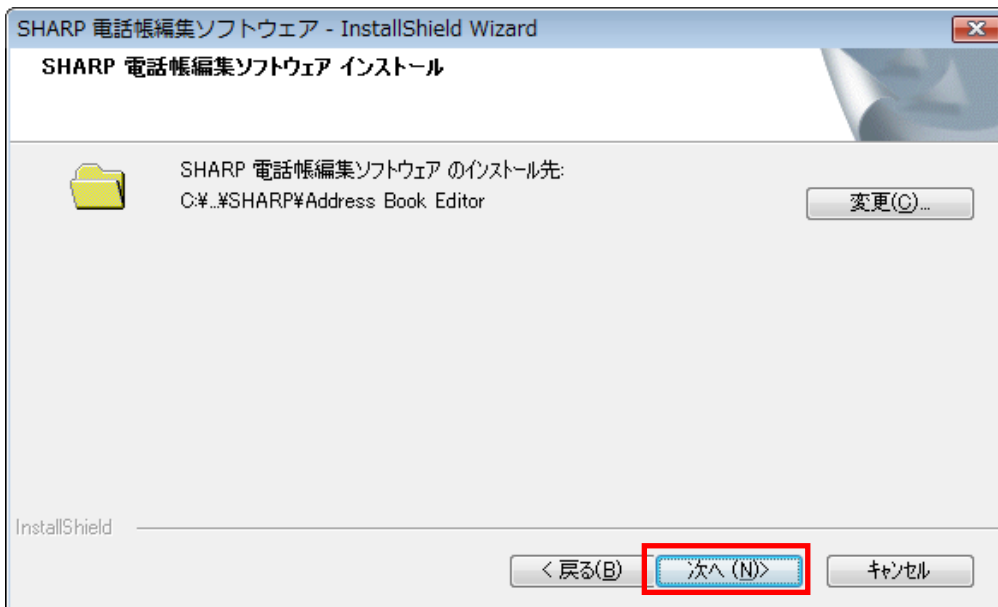 SHARP 電話帳編集ソフトウェア - InstallShield Wizard
SHARP 電話帳編集ソフトウェア インストール
SHARP 電話帳編集ソフトウェア のインストール先:
C:¥...¥SHARP¥Address Book Editor
変更(C)...
InstallShield
< 戻る(B)
次へ (N)>
キャンセル